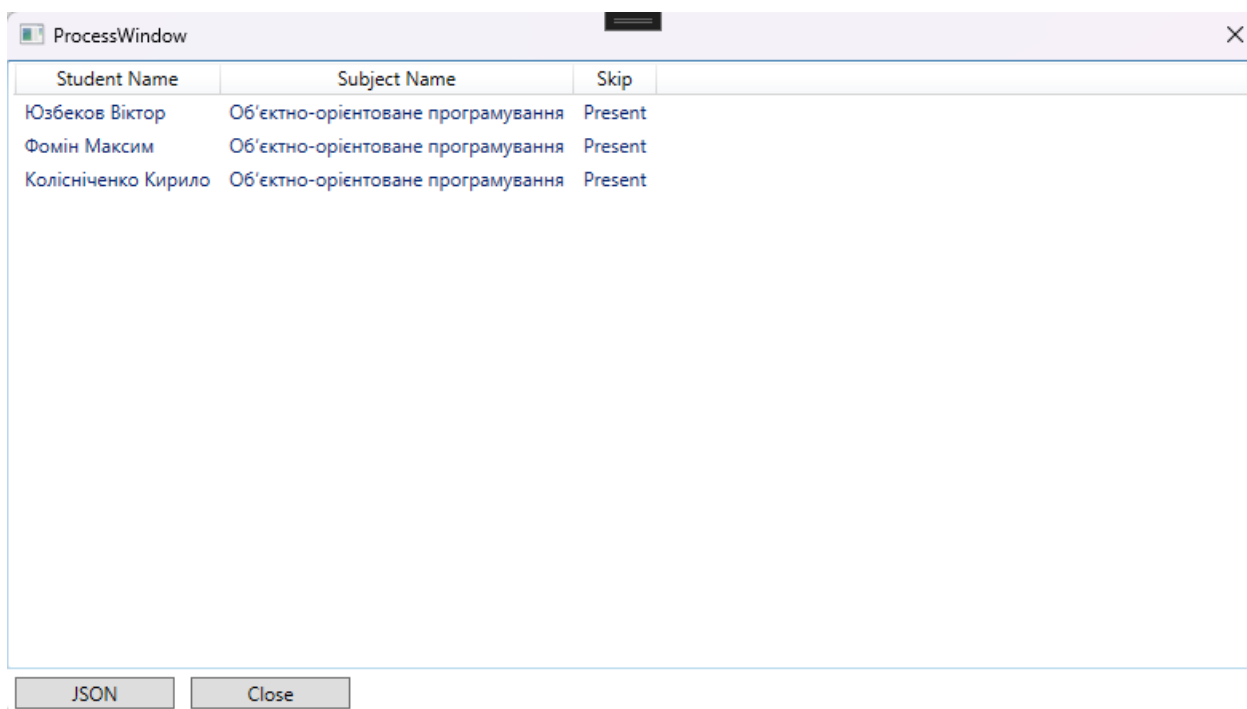 ProcessWindow
Student Name Subject Name Skip
Юзбеков Віктор Об’єктно-орієнтоване програмування Present
Фомін Максим Об’єктно-орієнтоване програмування Present
Колісніченко Кирило Об’єктно-орієнтоване програмування Present
JSON Close